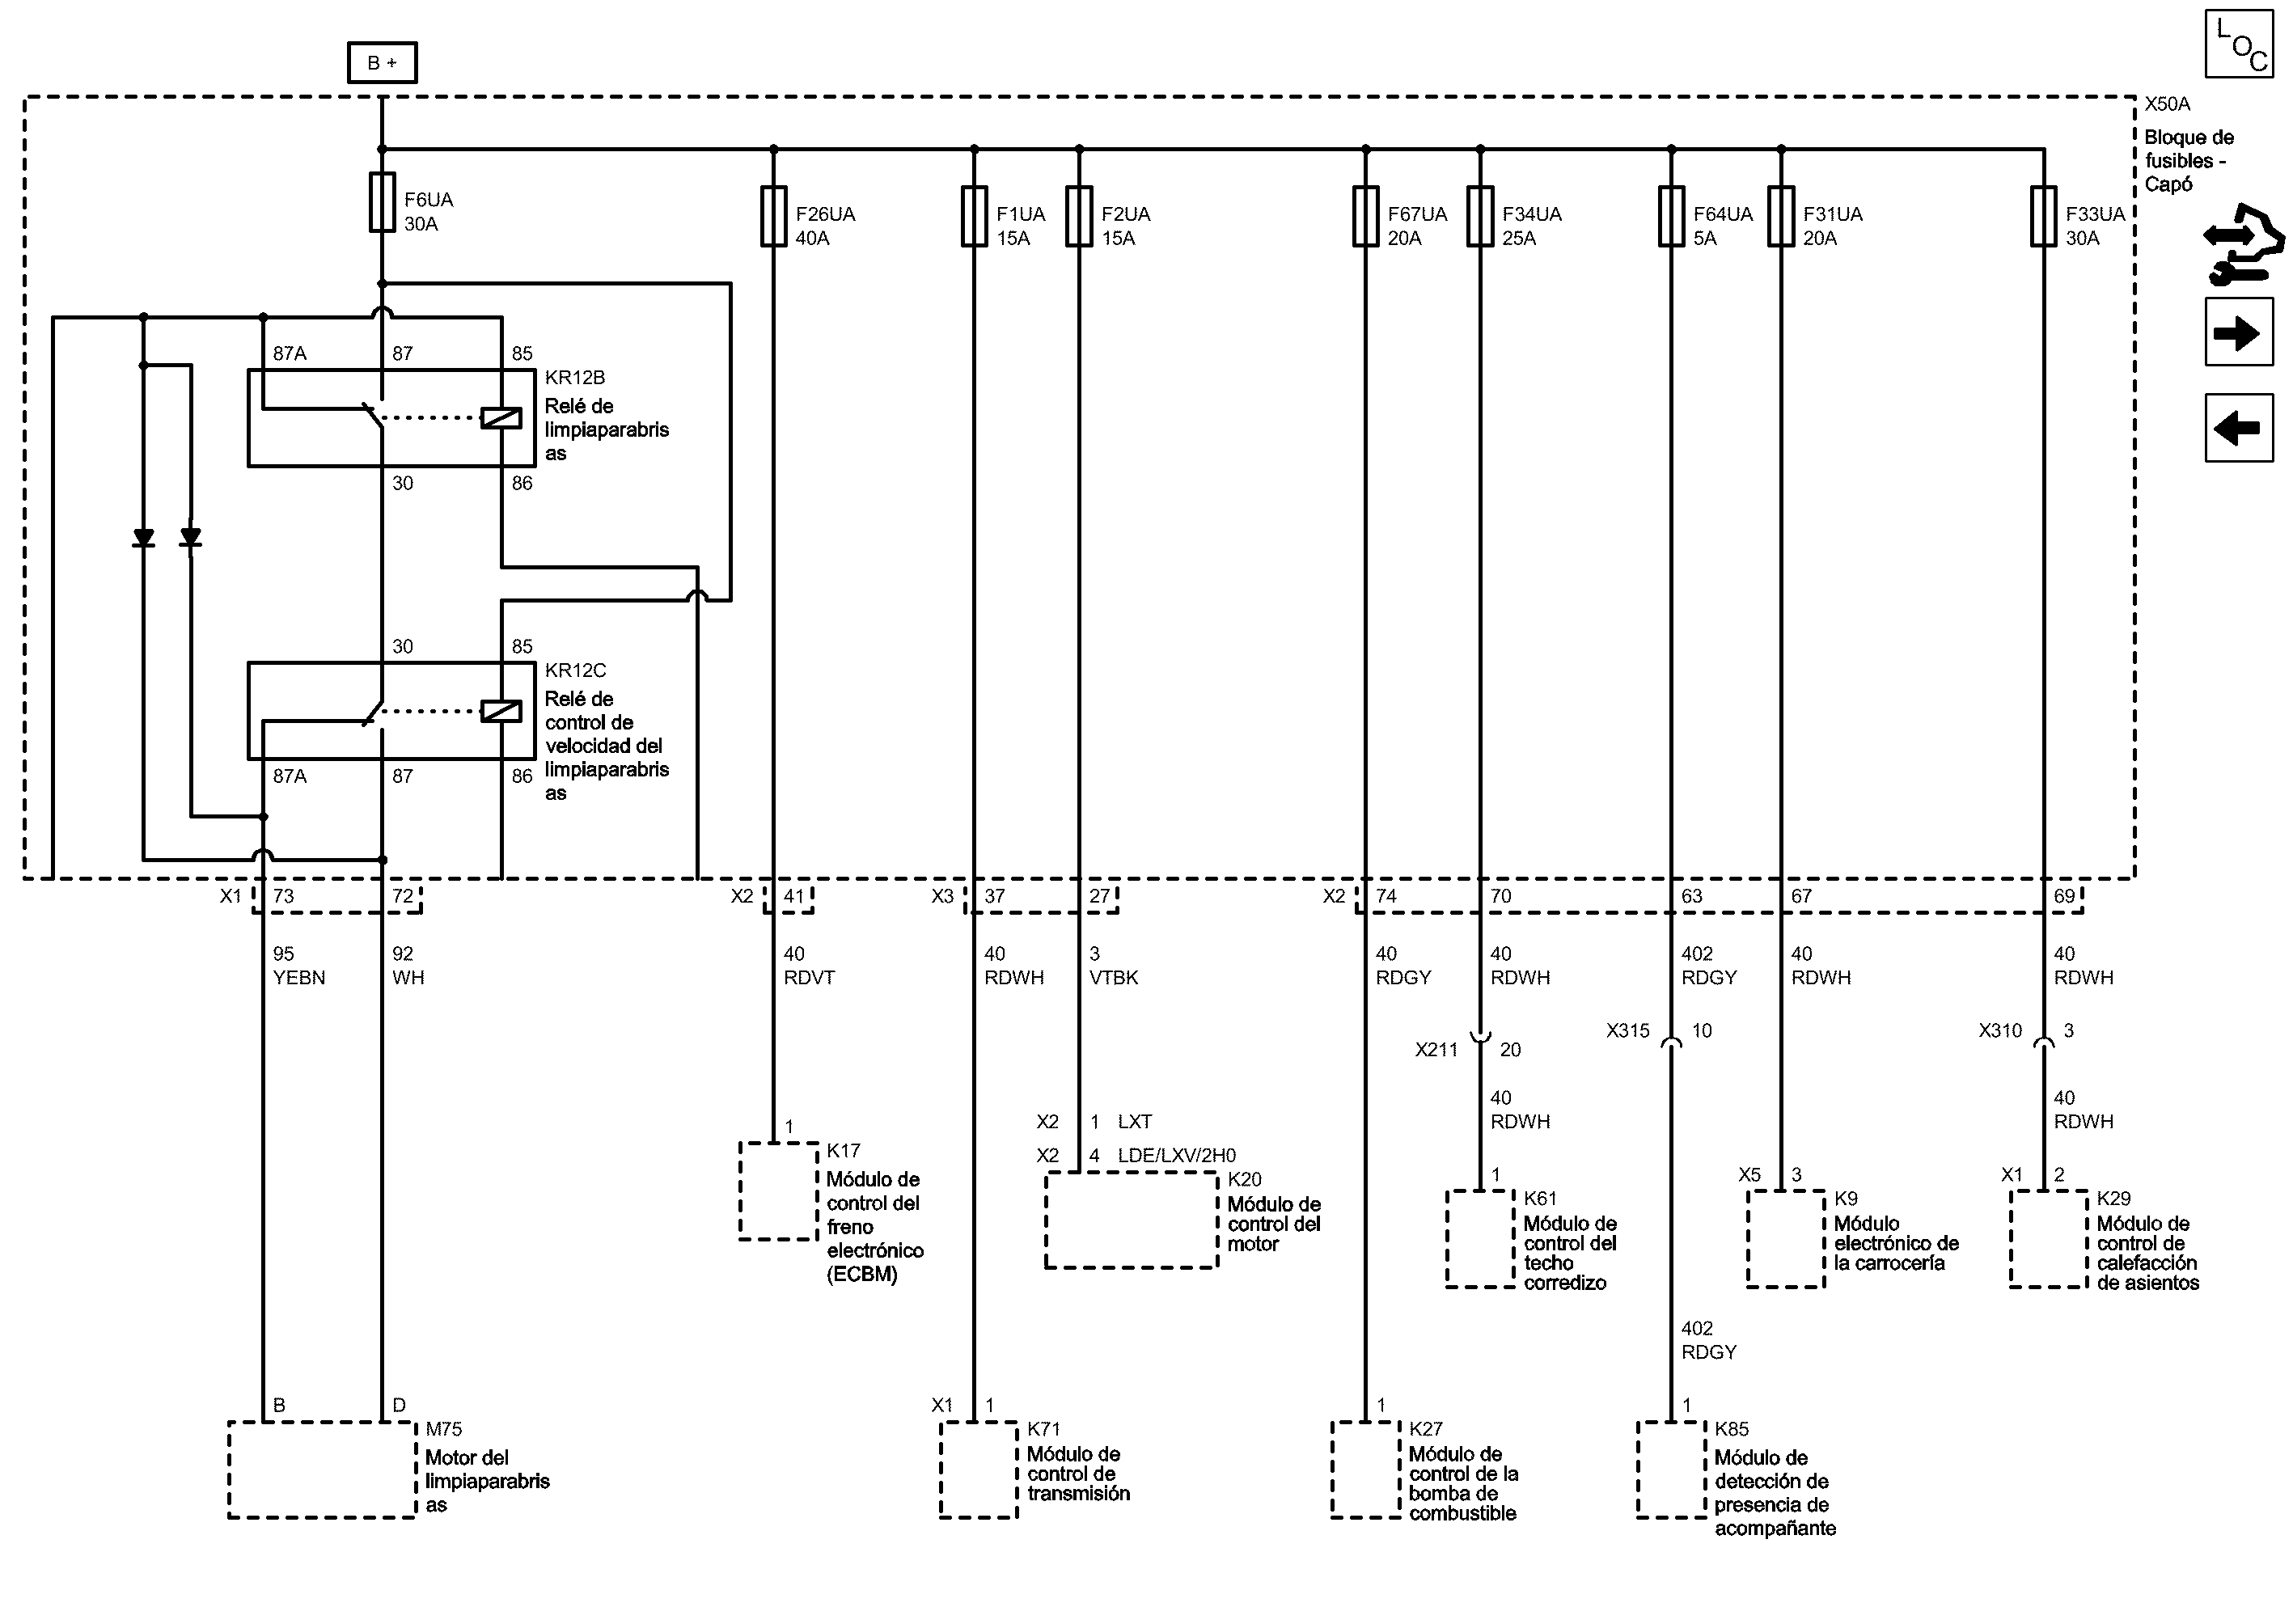 L
O
C
B +
X50A
Bloque de
fusibles -
Capó
F6UA
30A
F26UA
40A
F1UA
15A
F2UA
15A
F67UA
20A
F34UA
25A
F64UA
5A
F31UA
20A
F33UA
30A
87A
87
85
KR12B
Relé de
limpiaparabris
as
30
86
30
85
KR12C
Relé de
control de
velocidad del
limpiaparabris
as
87A
87
86
X1
73
72
X2
41
X3
37
27
X2
74
70
63
67
69
95
YEBN
92
WH
40
RDVT
40
RDWH
3
VTBK
40
RDGY
40
RDWH
402
RDGY
40
RDWH
40
RDWH
X211
20
X315
10
X310
3
40
RDWH
40
RDWH
X2
1
LXT
X2
4
LDE/LXV/2H0
1
K17
Módulo de
control del
freno
electrónico
(ECBM)
K20
Módulo de
control del
motor
1
K61
Módulo de
control del
techo
corredizo
X5
3
K9
Módulo
electrónico de
la carrocería
X1
2
K29
Módulo de
control de
calefacción
de asientos
402
RDGY
B
D
M75
Motor del
limpiaparabris
as
X1
1
K71
Módulo de
control de
transmisión
1
K27
Módulo de
control de la
bomba de
combustible
1
K85
Módulo de
detección de
presencia de
acompañante